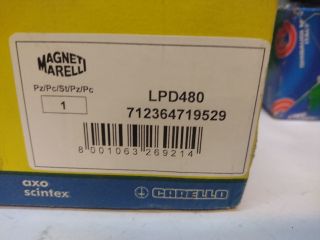 MAGNETI
MARELLI
Pz/Pc/St/Pz/Pc
1
LPD480
712364719529
8 001063 269214
axo
scintex
CARELLO